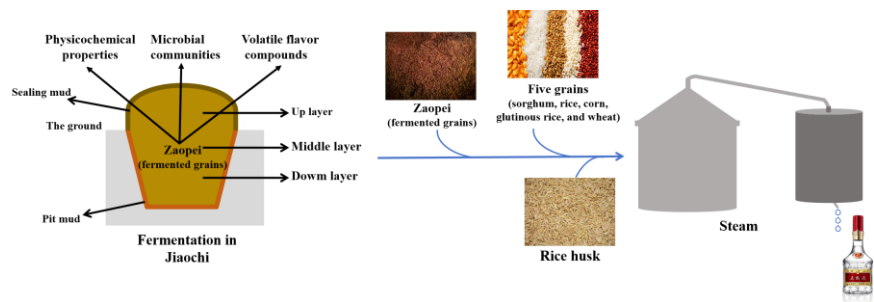 Physicochemical
properties
Microbial
communities
Volatile flavor
compounds
Sealing mud
The ground
Up layer
Zaopei
(fermented grains)
Middle layer
Dowm layer
Pit mud
Fermentation in
Jiaochi
Zaopei
(fermented grains)
Five grains
(sorghum, rice, corn,
glutinous rice, and wheat)
Rice husk
Steam